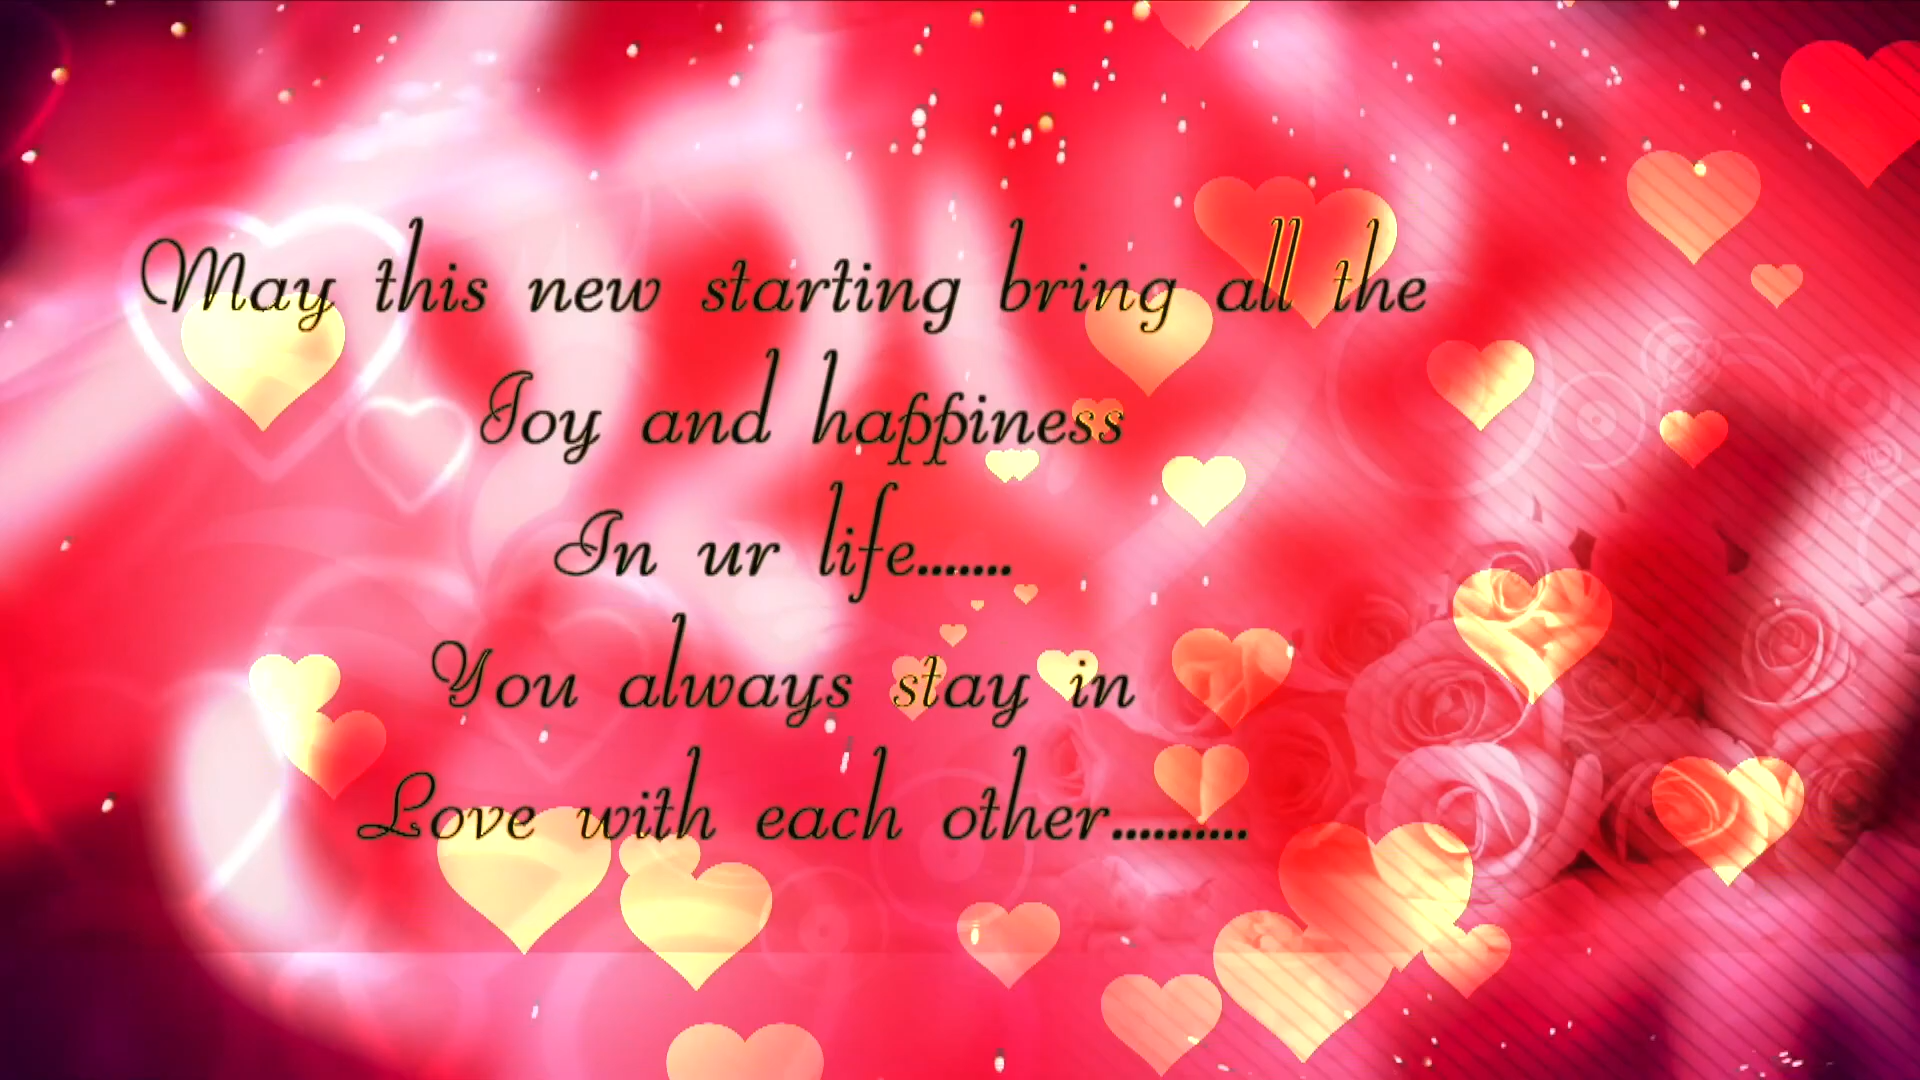 May this new starting bring all the
Joy and happiness
In ur life.......
You always stay in
Love with each other..........